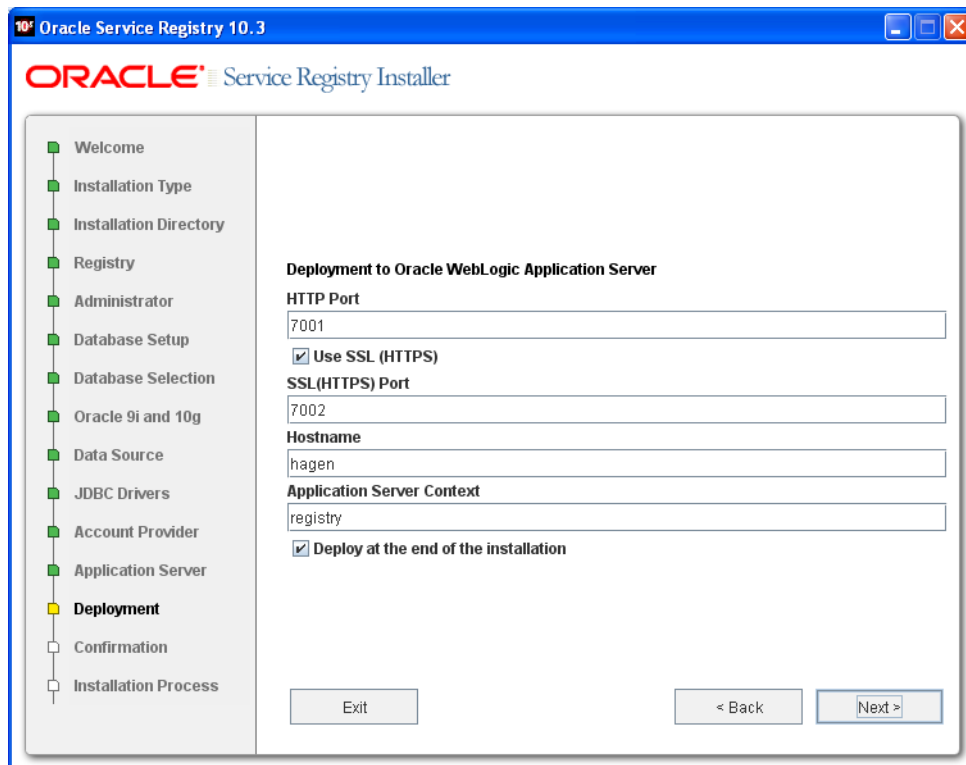 10g Oracle Service Registry 10.3
ORACLE Service Registry Installer
Welcome
Installation Type
Installation Directory
Registry
Administrator
Database Setup
Database Selection
Oracle 9i and 10g
Data Source
JDBC Drivers
Account Provider
Application Server
Deployment
Confirmation
Installation Process
Deployment to Oracle WebLogic Application Server
HTTP Port
7001
Use SSL (HTTPS)
SSL(HTTPS) Port
7002
Hostname
hagen
Application Server Context
registry
Deploy at the end of the installation
Exit
< Back
Next >